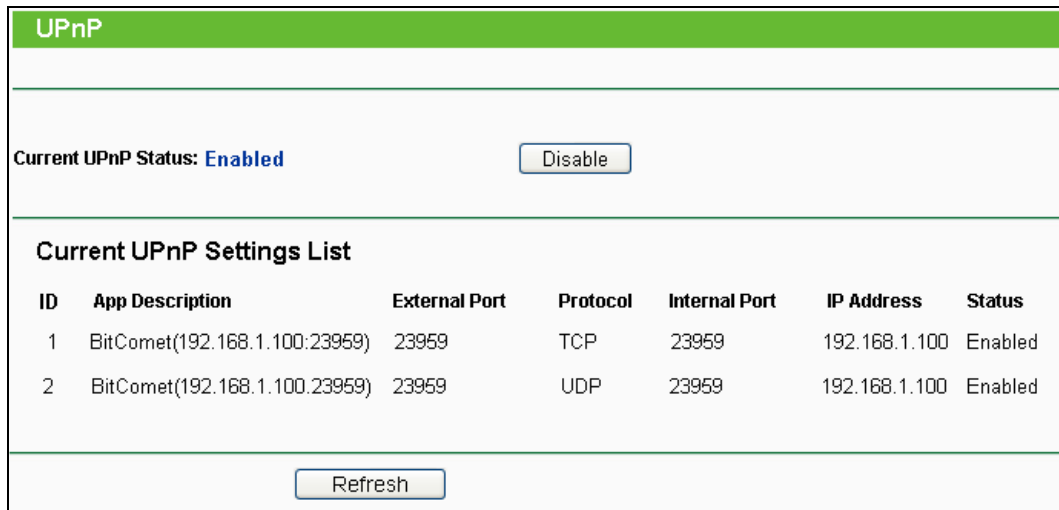 UPnP
Current UPnP Status: Enabled Disable
Current UPnP Settings List
ID App Description External Port Protocol Internal Port IP Address Status
1 BitComet(192.168.1.100:23959) 23959 TCP 23959 192.168.1.100 Enabled
2 BitComet(192.168.1.100.23959) 23959 UDP 23959 192.168.1.100 Enabled
Refresh